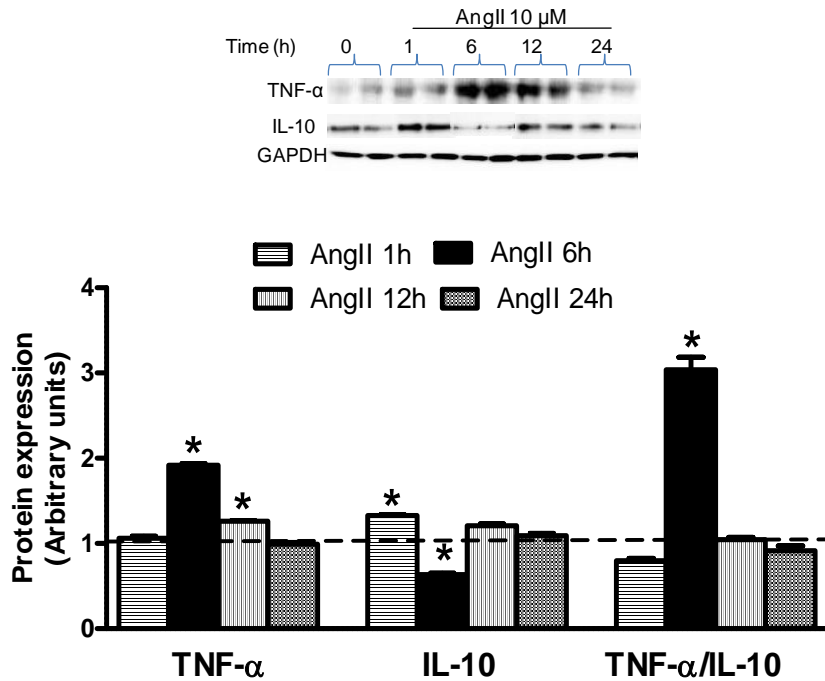 AngII 10 µM
Time (h) 0 1 6 12 24
TNF-α
IL-10
GAPDH
AngII 1h AngII 6h
AngII 12h AngII 24h
Protein expression
(Arbitrary units)
4
3
2
1
0
* * * * *
TNF-α IL-10 TNF-α/IL-10